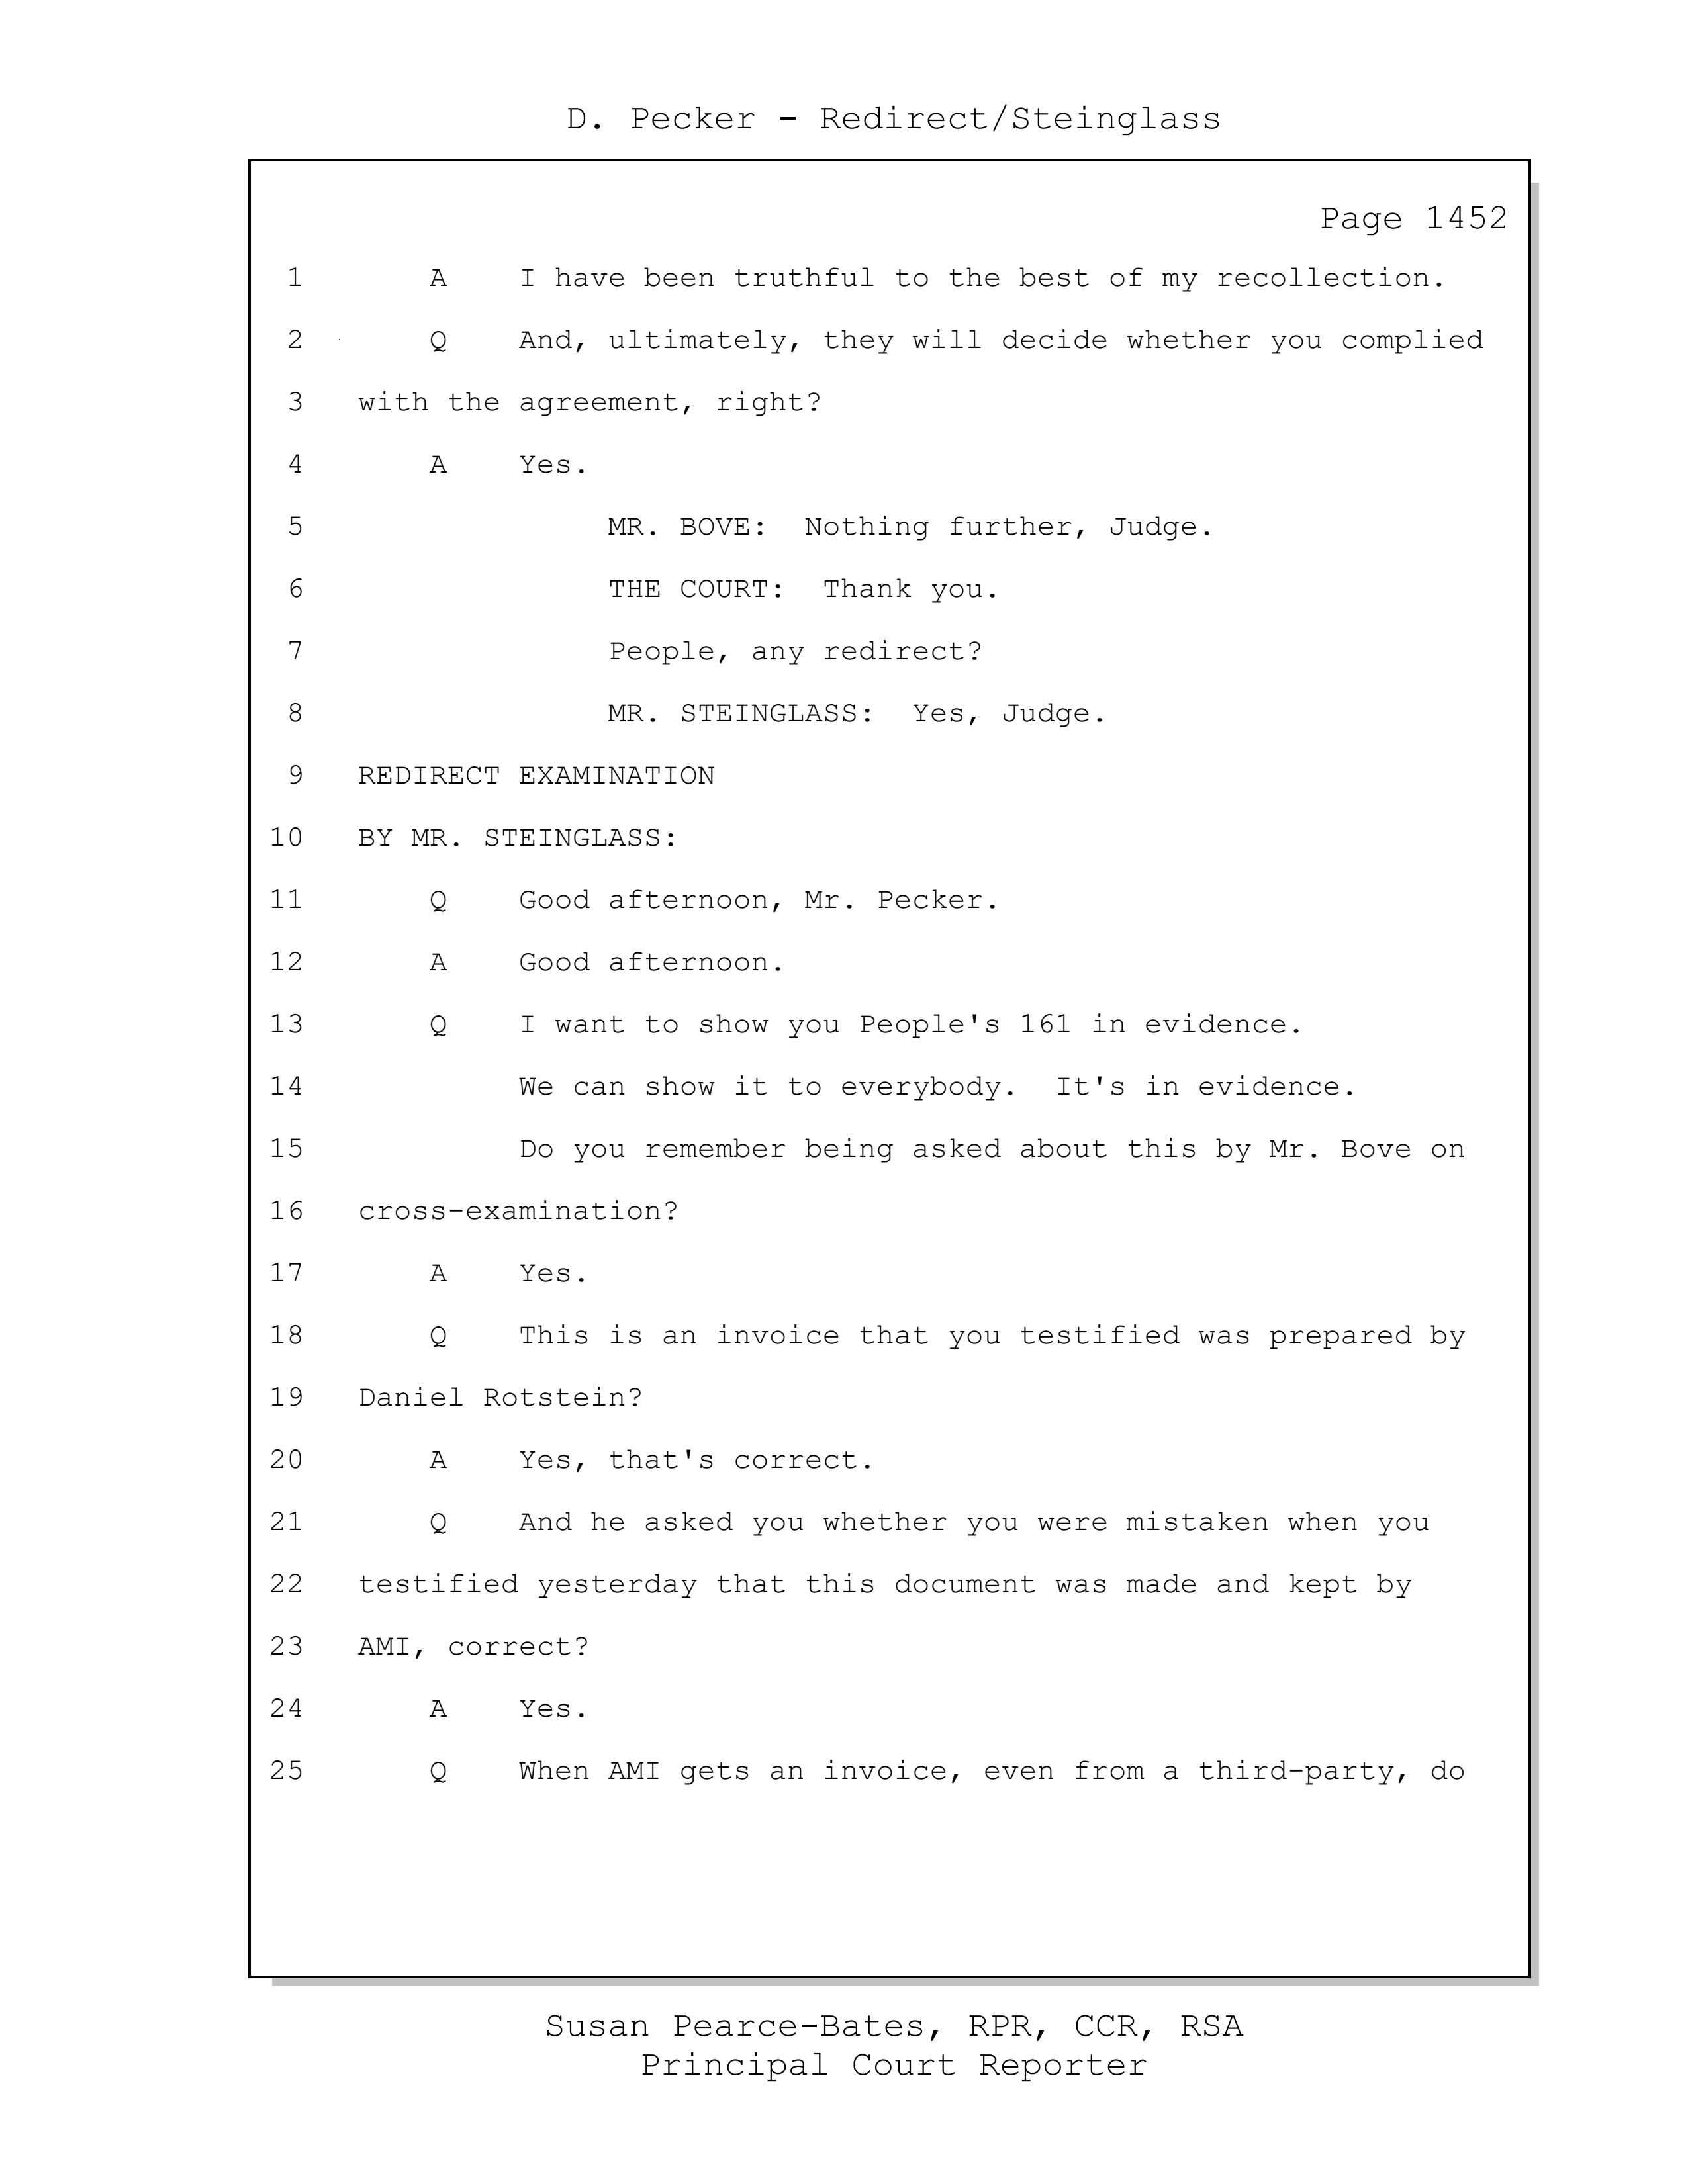 D. Pecker - Redirect/Steinglass
Page 1452
1 A I have been truthful to the best of my recollection.
2 Q And, ultimately, they will decide whether you complied
3 with the agreement, right?
4 A Yes.
5 MR. BOVE: Nothing further, Judge.
6 THE COURT: Thank you.
7 People, any redirect?
8 MR. STEINGLASS: Yes, Judge.
9 REDIRECT EXAMINATION
10 BY MR. STEINGLASS:
11 Q Good afternoon, Mr. Pecker.
12 A Good afternoon.
13 Q I want to show you People's 161 in evidence.
14 We can show it to everybody. It's in evidence.
15 Do you remember being asked about this by Mr. Bove on
16 cross-examination?
17 A Yes.
18 Q This is an invoice that you testified was prepared by
19 Daniel Rotstein?
20 A Yes, that's correct.
21 Q And he asked you whether you were mistaken when you
22 testified yesterday that this document was made and kept by
23 AMI, correct?
24 A Yes.
25 Q When AMI gets an invoice, even from a third-party, do
Susan Pearce-Bates, RPR, CCR, RSA
Principal Court Reporter